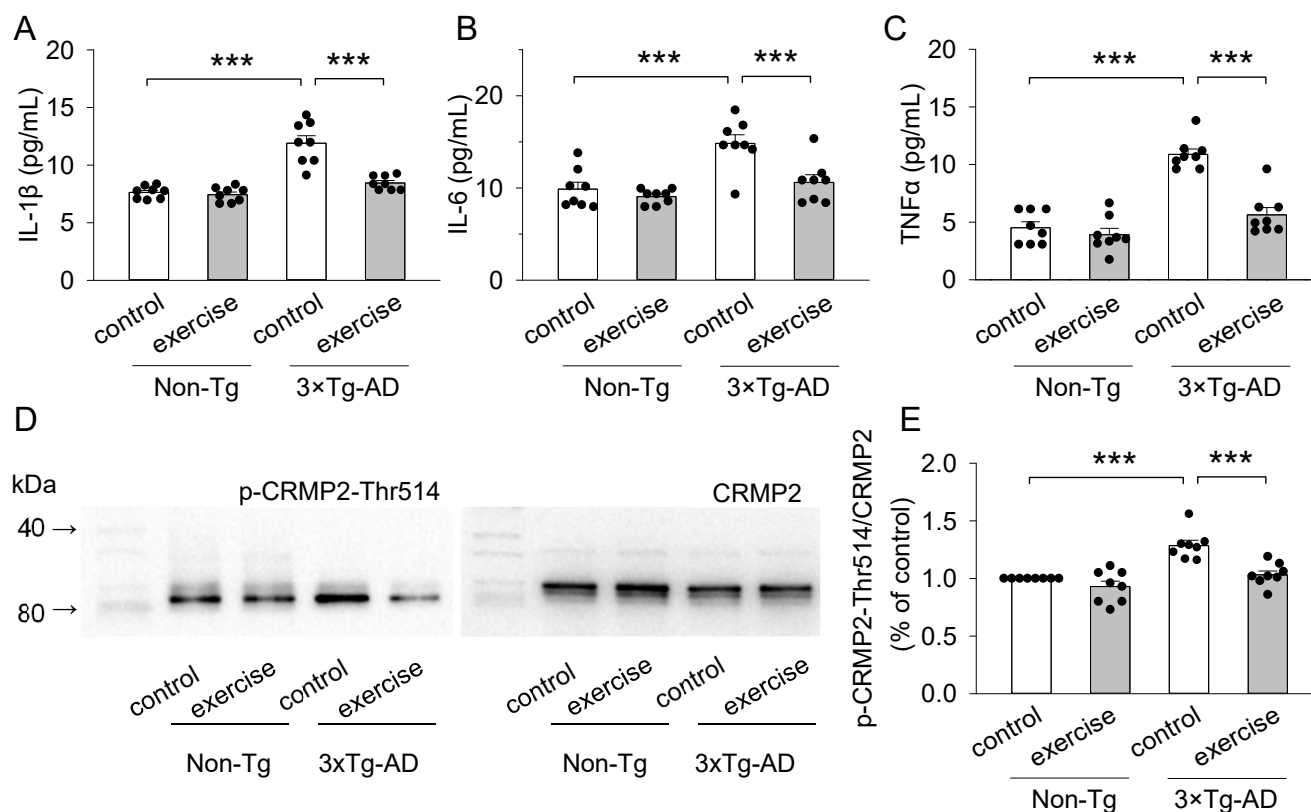 A
IL-1β (pg/mL)
20
15
10
5
0
***
***
control
exercise
control
exercise
Non-Tg
3×Tg-AD
B
IL-6 (pg/mL)
20
10
0
***
***
control
exercise
control
exercise
Non-Tg
3×Tg-AD
C
TNFα (pg/mL)
20
15
10
5
0
***
***
control
exercise
control
exercise
Non-Tg
3×Tg-AD
D
kDa
40 →
80 →
p-CRMP2-Thr514
CRMP2
control
exercise
control
exercise
Non-Tg
3xTg-AD
control
exercise
control
exercise
Non-Tg
3xTg-AD
E
p-CRMP2-Thr514/CRMP2
(% of control)
2.0
1.5
1.0
0.5
0.0
***
***
control
exercise
control
exercise
Non-Tg
3×Tg-AD